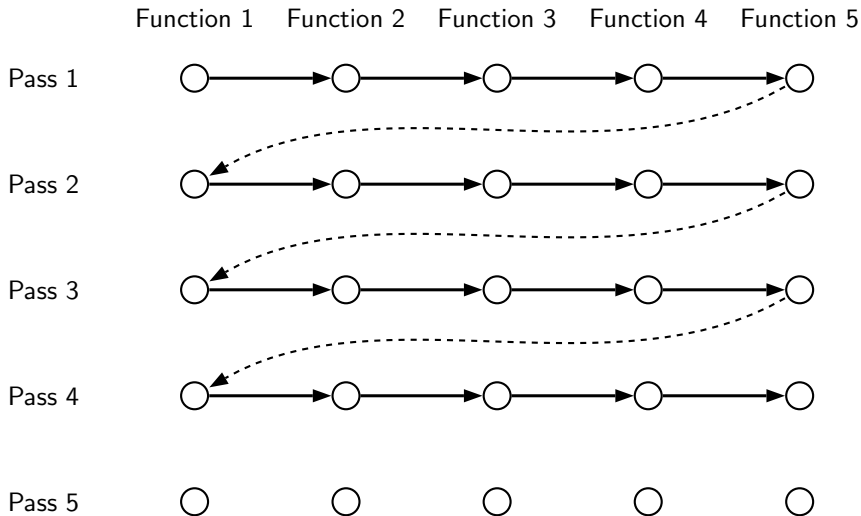 Function 1 Function 2 Function 3 Function 4 Function 5
Pass 1
Pass 2
Pass 3
Pass 4
Pass 5